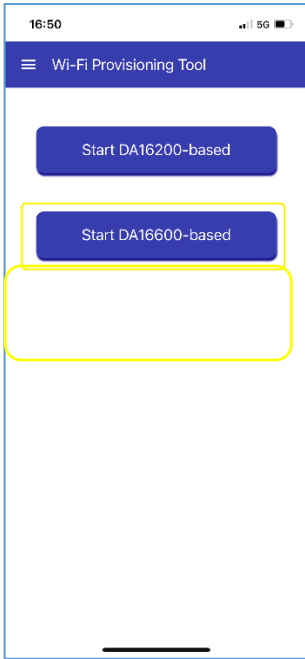 16:50 5G
Wi-Fi Provisioning Tool
Start DA16200-based
Start DA16600-based